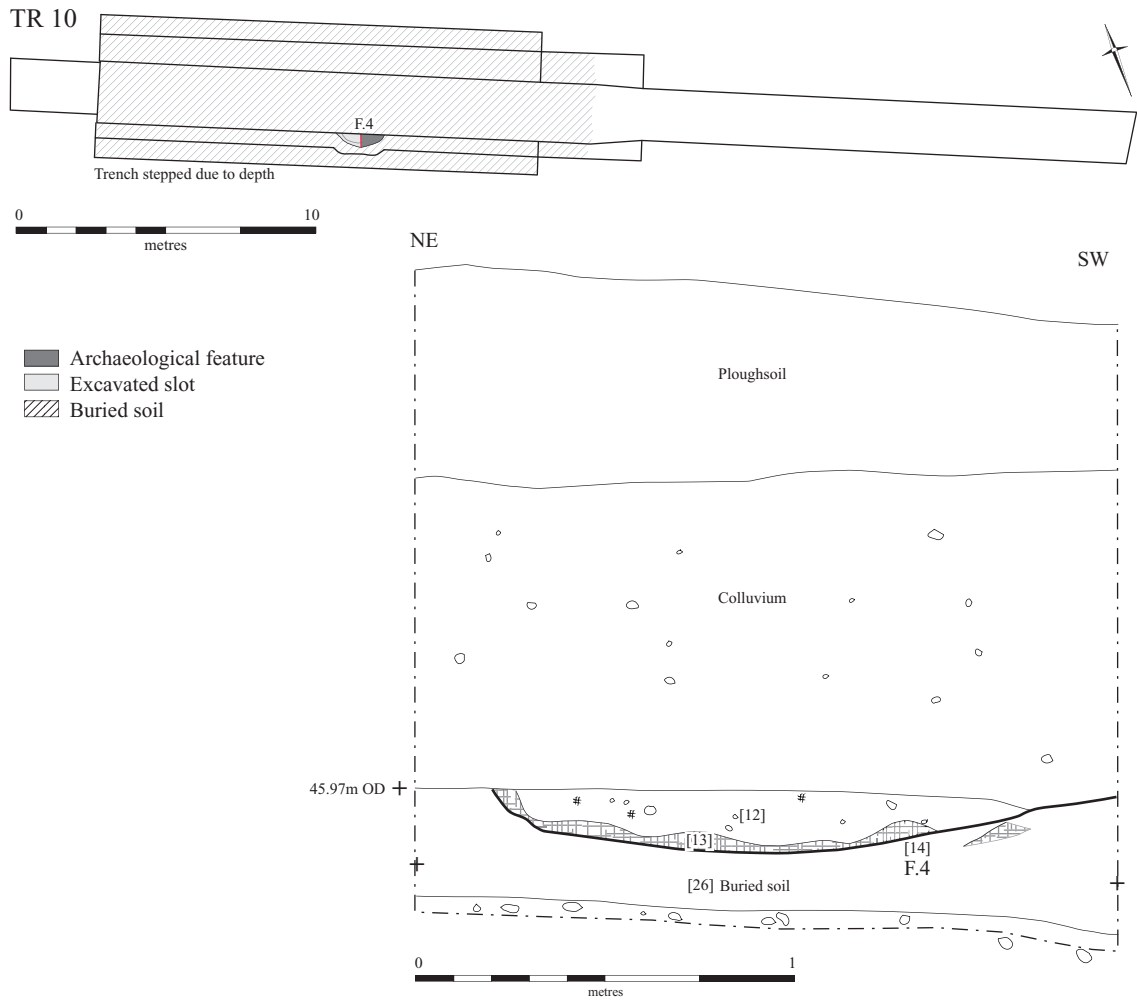 TR 10
F.4
Trench stepped due to depth
0 10
metres
NE
SW
Archaeological feature
Excavated slot
Buried soil
Ploughsoil
Colluvium
45.97m OD
[12]
[13]
[14]
F.4
[26] Buried soil
0 1
metres